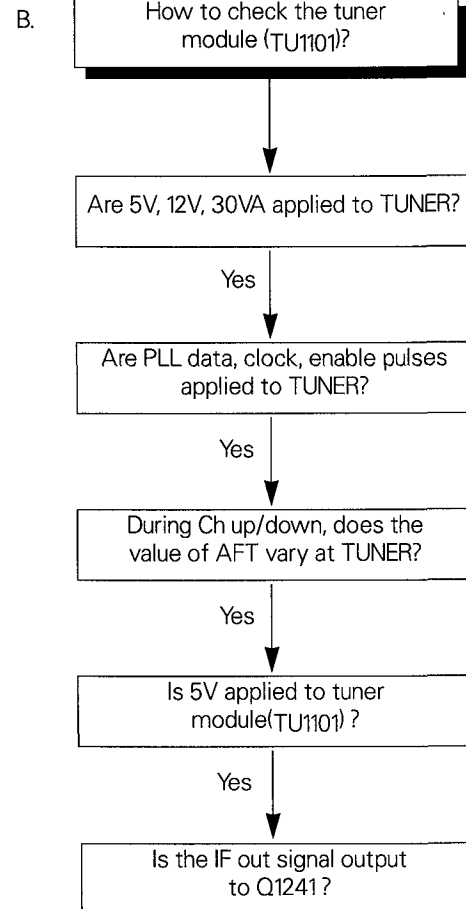 B.
How to check the tuner
module (TU1101)?
Are 5V, 12V, 30VA applied to TUNER?
Yes
Are PLL data, clock, enable pulses
applied to TUNER?
Yes
During Ch up/down, does the
value of AFT vary at TUNER?
Yes
Is 5V applied to tuner
module(TU1101) ?
Yes
Is the IF out signal output
to Q1241 ?